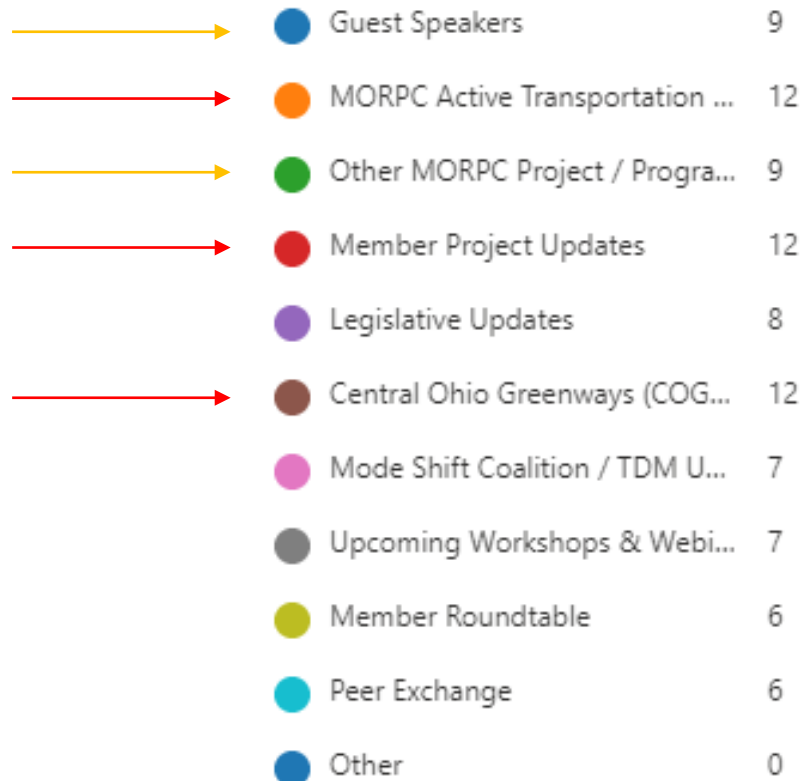 Guest Speakers 9
MORPC Active Transportation ... 12
Other MORPC Project / Progra... 9
Member Project Updates 12
Legislative Updates 8
Central Ohio Greenways (COG... 12
Mode Shift Coalition / TDM U... 7
Upcoming Workshops & Webi... 7
Member Roundtable 6
Peer Exchange 6
Other 0